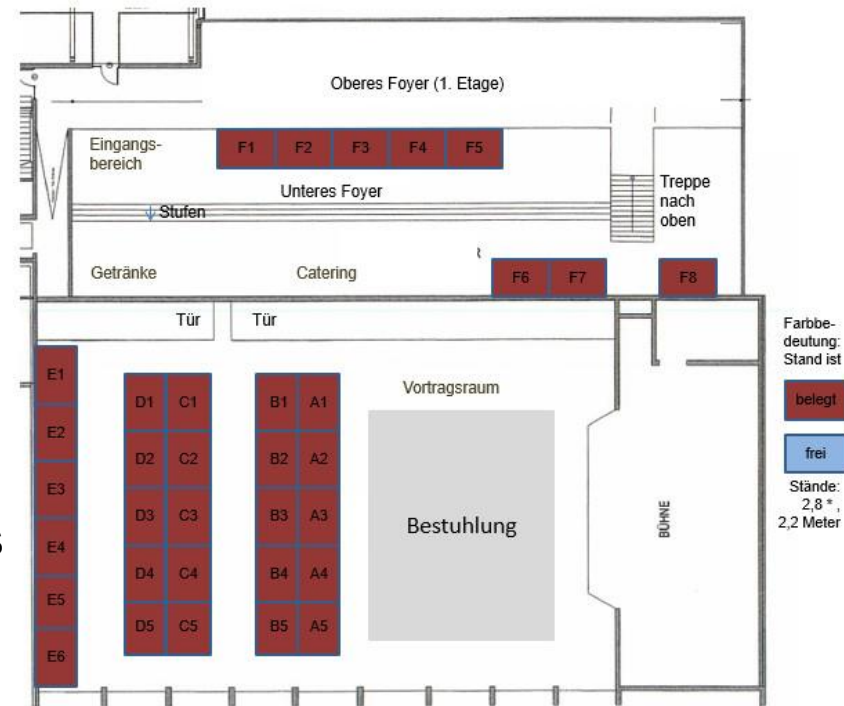 Oberes Foyer (1. Etage)
Eingangs-
bereich
F1 F2 F3 F4 F5
Unteres Foyer
Stufen
Treppe
nach
oben
Getränke
Catering
F6 F7
F8
Tür
Tür
Farbbe-
deutung:
Stand ist
belegt
frei
Stände:
2,8 * ,
2,2 Meter
Vortragsraum
Bestuhlung
BÜHNE
E1
E2
E3
E4
E5
E6
D1 C1
D2 C2
D3 C3
D4 C4
D5 C5
B1 A1
B2 A2
B3 A3
B4 A4
B5 A5